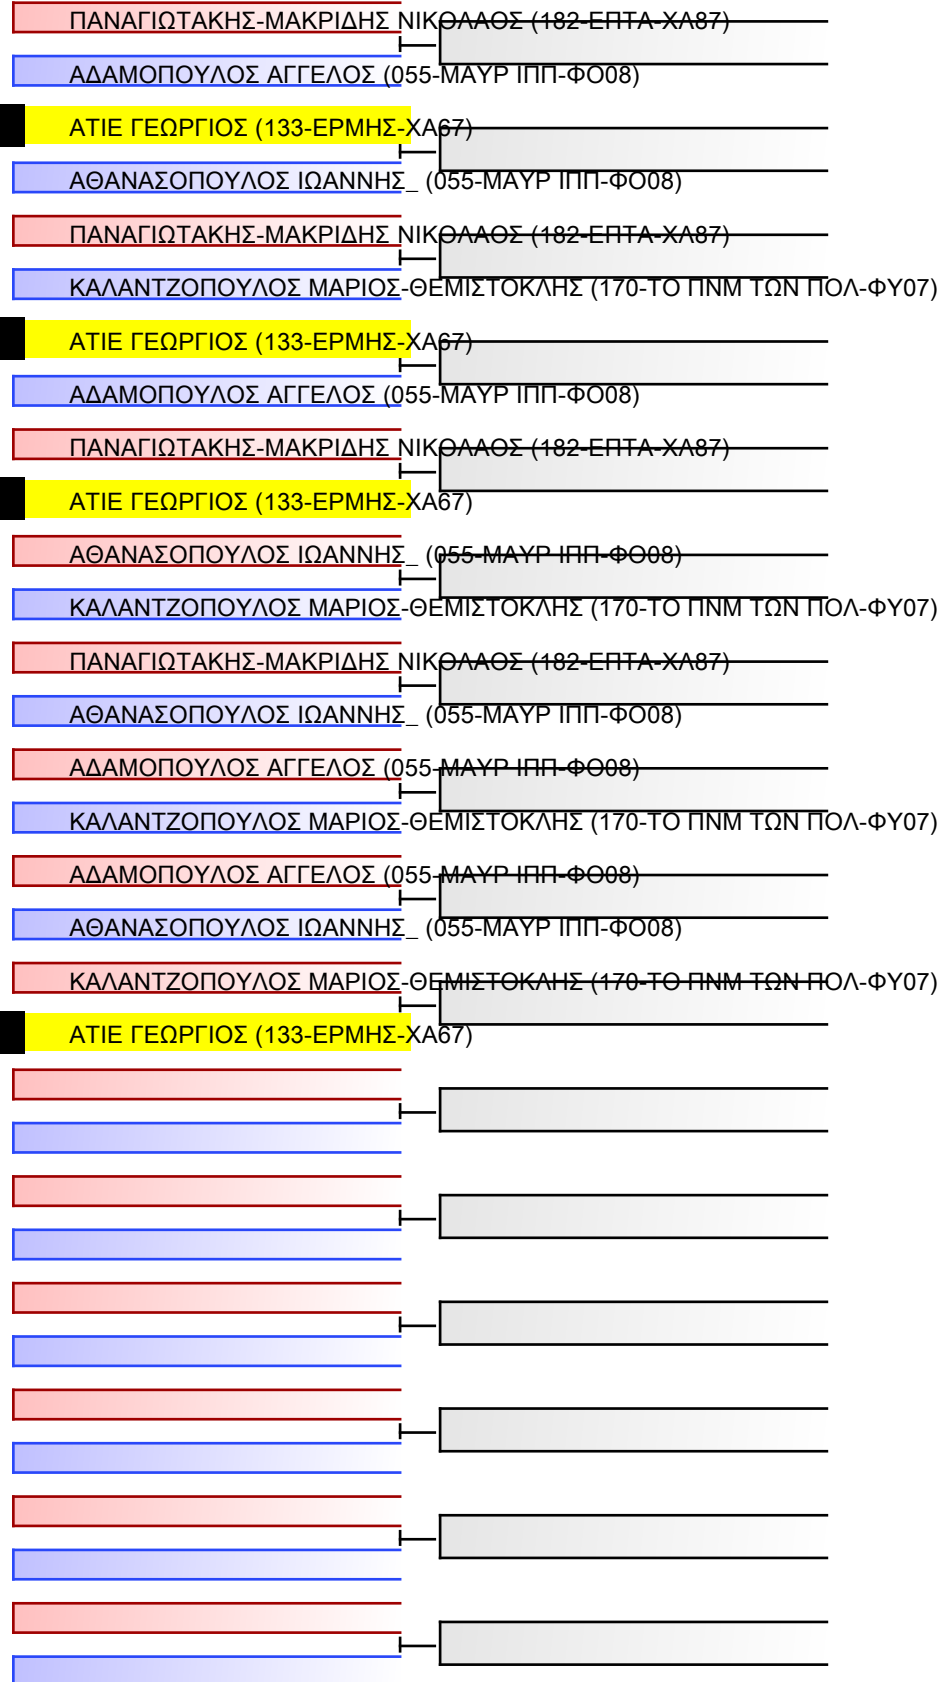 ΠΑΝΑΓΙΩΤΑΚΗΣ-ΜΑΚΡΙΔΗΣ ΝΙΚΟΛΑΟΣ (182-ΕΠΤΑ-ΧΛ87)
ΑΔΑΜΟΠΟΥΛΟΣ ΑΓΓΕΛΟΣ (055-ΜΑΥΡ ΙΠΠ-ΦΟ08)
ΑΤΙΕ ΓΕΩΡΓΙΟΣ (133-ΕΡΜΗΣ-ΧΑ67)
ΑΘΑΝΑΣΟΠΟΥΛΟΣ ΙΩΑΝΝΗΣ_ (055-ΜΑΥΡ ΙΠΠ-ΦΟ08)
ΠΑΝΑΓΙΩΤΑΚΗΣ-ΜΑΚΡΙΔΗΣ ΝΙΚΟΛΑΟΣ (182-ΕΠΤΑ-ΧΛ87)
ΚΑΛΑΝΤΖΟΠΟΥΛΟΣ ΜΑΡΙΟΣ-ΘΕΜΙΣΤΟΚΛΗΣ (170-ΤΟ ΠΝΜ ΤΩΝ ΠΟΛ-ΦΥ07)
ΑΤΙΕ ΓΕΩΡΓΙΟΣ (133-ΕΡΜΗΣ-ΧΑ67)
ΑΔΑΜΟΠΟΥΛΟΣ ΑΓΓΕΛΟΣ (055-ΜΑΥΡ ΙΠΠ-ΦΟ08)
ΠΑΝΑΓΙΩΤΑΚΗΣ-ΜΑΚΡΙΔΗΣ ΝΙΚΟΛΑΟΣ (182-ΕΠΤΑ-ΧΛ87)
ΑΤΙΕ ΓΕΩΡΓΙΟΣ (133-ΕΡΜΗΣ-ΧΑ67)
ΑΘΑΝΑΣΟΠΟΥΛΟΣ ΙΩΑΝΝΗΣ_ (055-ΜΑΥΡ ΙΠΠ-ΦΟ08)
ΚΑΛΑΝΤΖΟΠΟΥΛΟΣ ΜΑΡΙΟΣ-ΘΕΜΙΣΤΟΚΛΗΣ (170-ΤΟ ΠΝΜ ΤΩΝ ΠΟΛ-ΦΥ07)
ΠΑΝΑΓΙΩΤΑΚΗΣ-ΜΑΚΡΙΔΗΣ ΝΙΚΟΛΑΟΣ (182-ΕΠΤΑ-ΧΛ87)
ΑΘΑΝΑΣΟΠΟΥΛΟΣ ΙΩΑΝΝΗΣ_ (055-ΜΑΥΡ ΙΠΠ-ΦΟ08)
ΑΔΑΜΟΠΟΥΛΟΣ ΑΓΓΕΛΟΣ (055-ΜΑΥΡ ΙΠΠ-ΦΟ08)
ΚΑΛΑΝΤΖΟΠΟΥΛΟΣ ΜΑΡΙΟΣ-ΘΕΜΙΣΤΟΚΛΗΣ (170-ΤΟ ΠΝΜ ΤΩΝ ΠΟΛ-ΦΥ07)
ΑΔΑΜΟΠΟΥΛΟΣ ΑΓΓΕΛΟΣ (055-ΜΑΥΡ ΙΠΠ-ΦΟ08)
ΑΘΑΝΑΣΟΠΟΥΛΟΣ ΙΩΑΝΝΗΣ_ (055-ΜΑΥΡ ΙΠΠ-ΦΟ08)
ΚΑΛΑΝΤΖΟΠΟΥΛΟΣ ΜΑΡΙΟΣ-ΘΕΜΙΣΤΟΚΛΗΣ (170-ΤΟ ΠΝΜ ΤΩΝ ΠΟΛ-ΦΥ07)
ΑΤΙΕ ΓΕΩΡΓΙΟΣ (133-ΕΡΜΗΣ-ΧΑ67)